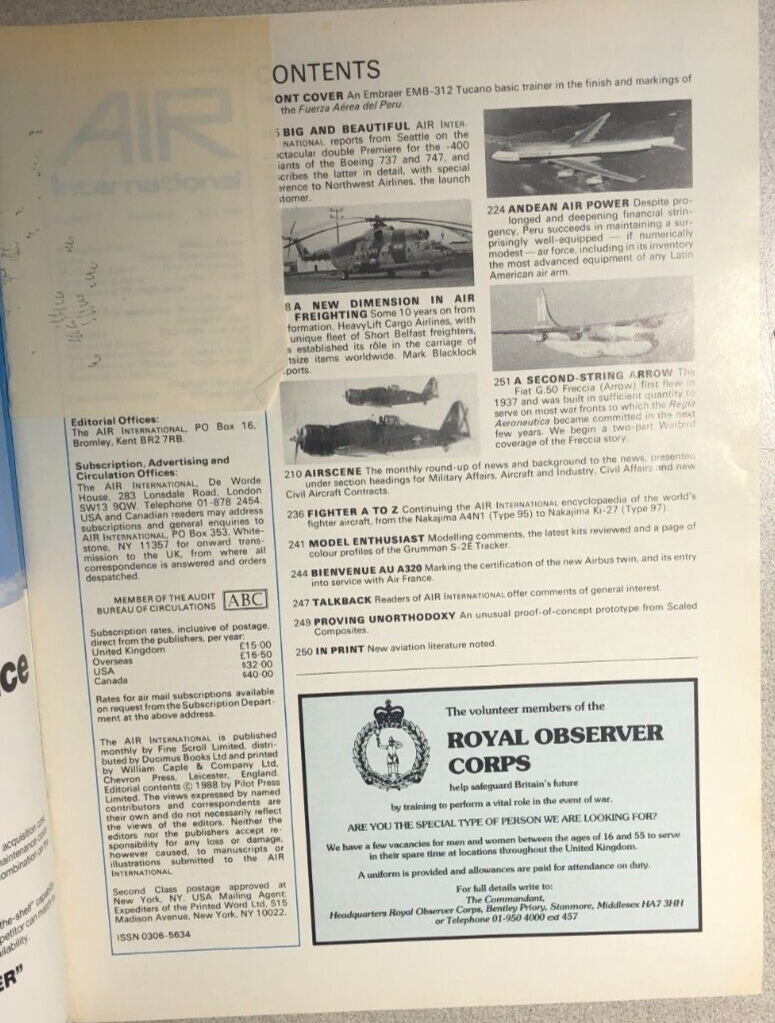 AIR
International
ONTENTS
ONT COVER An Embraer EMB-312 Tucano basic trainer in the finish and markings of
the Fuerza Aérea del Peru.
5 BIG AND BEAUTIFUL AIR INTER-
NATIONAL reports from Seattle on the
ctacular double Premiere for the -400
iants of the Boeing 737 and 747, and
cribes the latter in detail, with special
erence to Northwest Airlines, the launch
tomer.
8 A NEW DIMENSION IN AIR
FREIGHTING Some 10 years on from
formation, HeavyLift Cargo Airlines, with
unique fleet of Short Belfast freighters,
s established its rôle in the carriage of
tsize items worldwide. Mark Blacklock
ports.
224 ANDEAN AIR POWER Despite pro-
longed and deepening financial strin-
gency, Peru succeeds in maintaining a sur-
prisingly well-equipped — if numerically
modest — air force, including in its inventory
the most advanced equipment of any Latin
American air arm.
251 A SECOND-STRING ARROW The
Fiat G.50 Freccia (Arrow) first flew in
1937 and was built in sufficient quantity to
serve on most war fronts to which the Regia
Aeronautica became committed in the next
few years. We begin a two-part Warbird
coverage of the Freccia story.
210 AIRSCENE The monthly round-up of news and background to the news, presented
under section headings for Military Affairs, Aircraft and Industry, Civil Affairs and new
Civil Aircraft Contracts.
236 FIGHTER A TO Z Continuing the AIR INTERNATIONAL encyclopaedia of the world's
fighter aircraft, from the Nakajima A4N1 (Type 95) to Nakajima Ki-27 (Type 97).
241 MODEL ENTHUSIAST Modelling comments, the latest kits reviewed and a page of
colour profiles of the Grumman S-2E Tracker.
244 BIENVENUE AU A320 Marking the certification of the new Airbus twin, and its entry
into service with Air France.
247 TALKBACK Readers of AIR INTERNATIONAL offer comments of general interest.
249 PROVING UNORTHODOXY An unusual proof-of-concept prototype from Scaled
Composites.
250 IN PRINT New aviation literature noted.
Editorial Offices:
The AIR INTERNATIONAL, PO Box 16,
Bromley, Kent BR2 7RB.
Subscription, Advertising and
Circulation Offices:
The AIR INTERNATIONAL, De Worde
House, 283 Lonsdale Road, London
SW13 9QW. Telephone 01-878 2454.
USA and Canadian readers may address
subscriptions and general enquiries to
AIR INTERNATIONAL, PO Box 353, White-
stone, NY 11357 for onward trans-
mission to the UK, from where all
correspondence is answered and orders
despatched.
MEMBER OF THE AUDIT
BUREAU OF CIRCULATIONS
ABC
Subscription rates, inclusive of postage,
direct from the publishers, per year:
United Kingdom £15·00
Overseas £16·50
USA $32·00
Canada $40·00
Rates for air mail subscriptions available
on request from the Subscription Depart-
ment at the above address.
The AIR INTERNATIONAL is published
monthly by Fine Scroll Limited, distri-
buted by Ducimus Books Ltd and printed
by William Caple & Company Ltd,
Chevron Press, Leicester, England.
Editorial contents © 1988 by Pilot Press
Limited. The views expressed by named
contributors and correspondents are
their own and do not necessarily reflect
the views of the editors. Neither the
editors nor the publishers accept re-
sponsibility for any loss or damage,
however caused, to manuscripts or
illustrations submitted to the AIR
INTERNATIONAL
Second Class postage approved at
New York, NY. USA Mailing Agent:
Expediters of the Printed Word Ltd, 515
Madison Avenue, New York, NY 10022.
ISSN 0306-5634
The volunteer members of the
ROYAL OBSERVER
CORPS
help safeguard Britain's future
by training to perform a vital role in the event of war.
ARE YOU THE SPECIAL TYPE OF PERSON WE ARE LOOKING FOR?
We have a few vacancies for men and women between the ages of 16 and 55 to serve
in their spare time at locations throughout the United Kingdom.
A uniform is provided and allowances are paid for attendance on duty.
For full details write to:
The Commandant,
Headquarters Royal Observer Corps, Bentley Priory, Stanmore, Middlesex HA7 3HH
or Telephone 01-950 4000 ext 457
ce
acquisition cost,
maintenance costs
the-shelf" capability
ER"